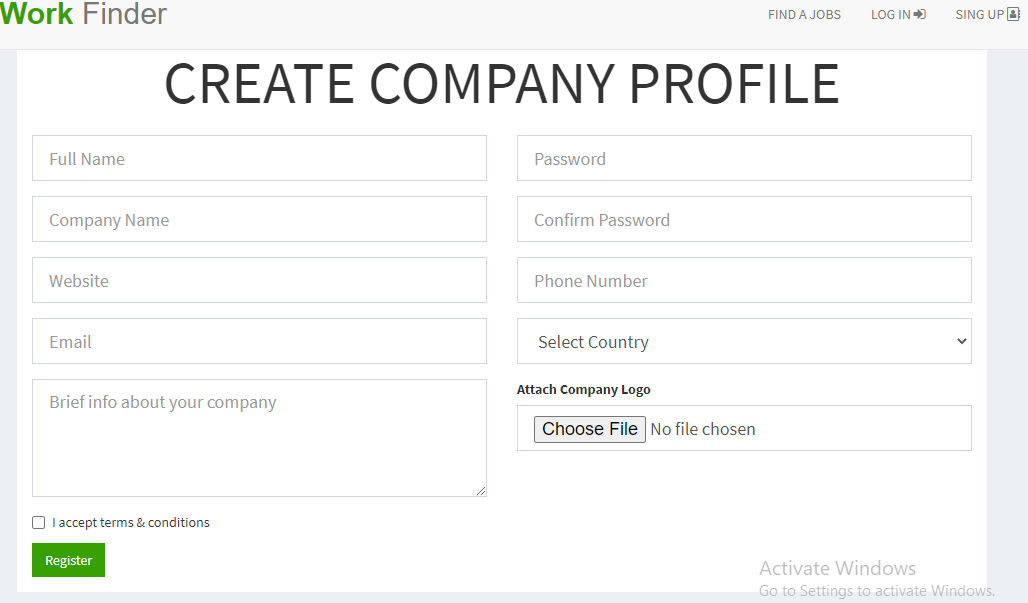 Work Finder
FIND A JOBS
LOG IN
SING UP
CREATE COMPANY PROFILE
Full Name
Password
Company Name
Confirm Password
Website
Phone Number
Email
Select Country
Brief info about your company
Attach Company Logo
Choose File No file chosen
I accept terms & conditions
Register
Activate Windows
Go to Settings to activate Windows.